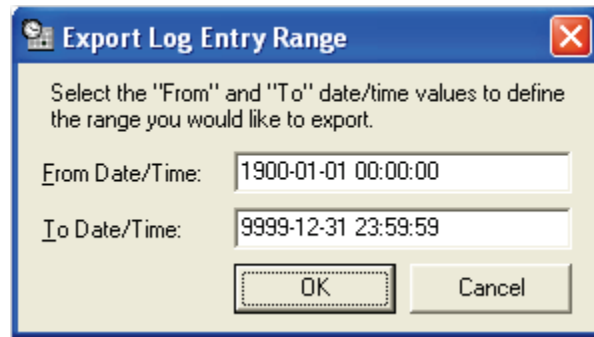 Export Log Entry Range
Select the "From" and "To" date/time values to define
the range you would like to export.
From Date/Time: 1900-01-01 00:00:00
To Date/Time: 9999-12-31 23:59:59
OK Cancel